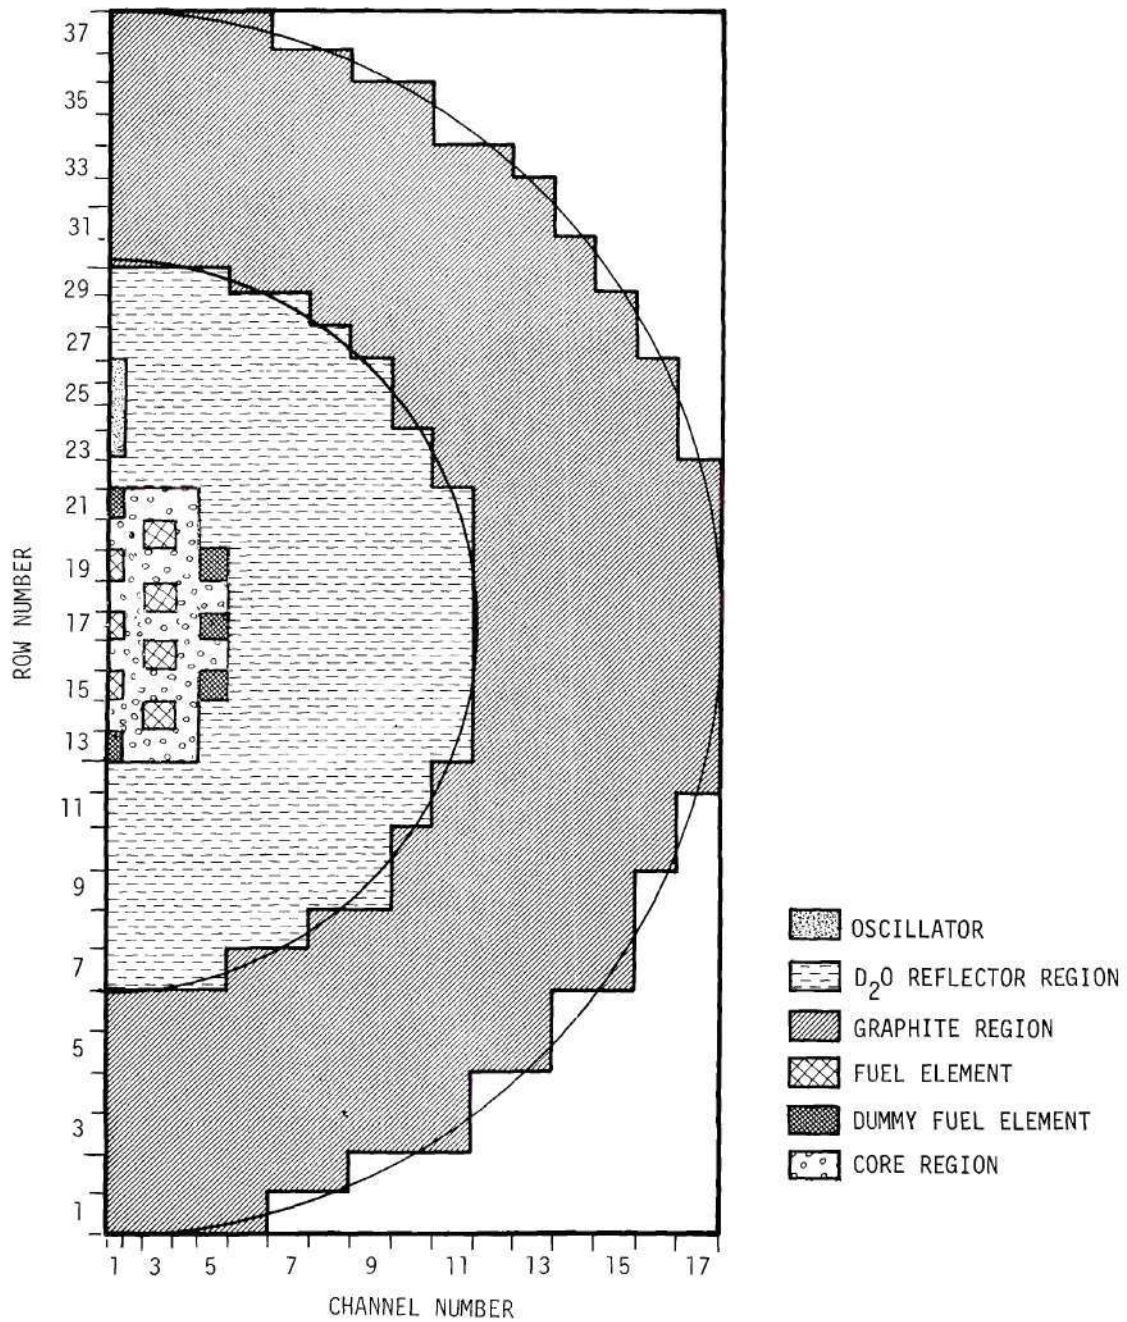 37
35
33
31
29
27
25
23
21
19
17
15
13
11
9
7
5
3
1
ROW NUMBER
1 3 5 7 9 11 13 15 17
CHANNEL NUMBER
OSCILLATOR
D₂O REFLECTOR REGION
GRAPHITE REGION
FUEL ELEMENT
DUMMY FUEL ELEMENT
CORE REGION